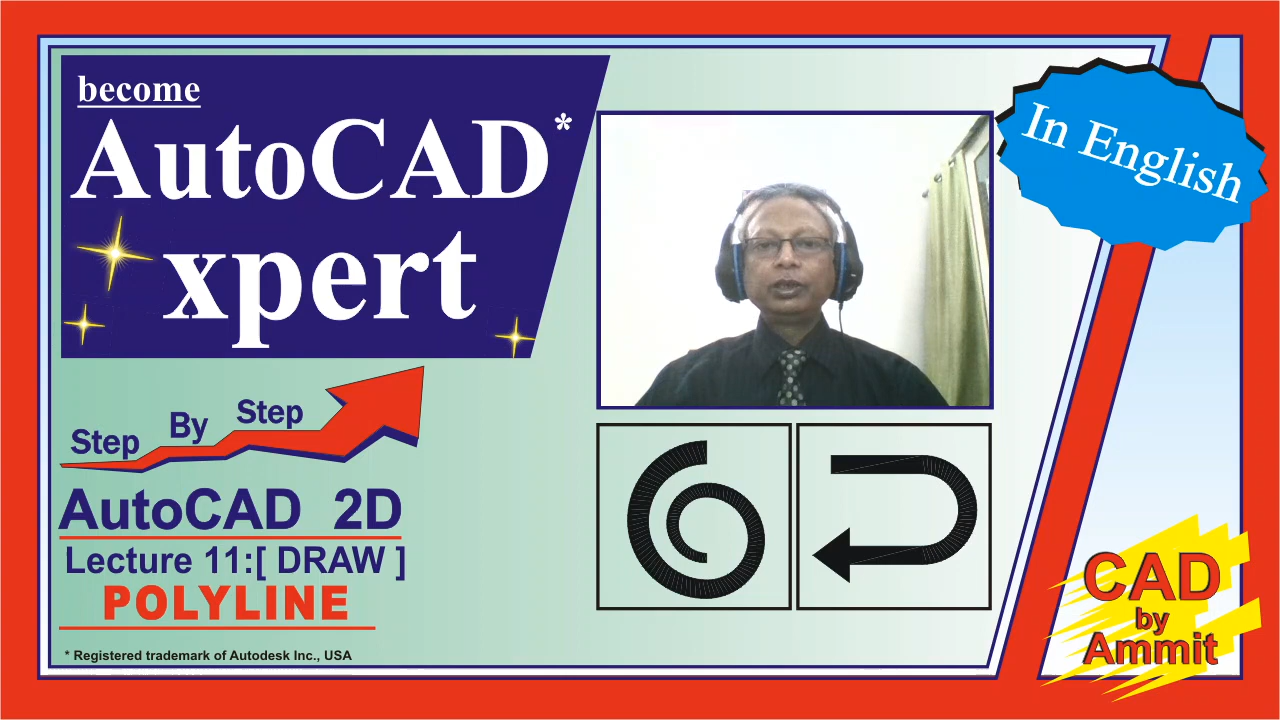 become
AutoCAD*
xpert
In English
Step By Step
AutoCAD 2D
Lecture 11:[ DRAW ]
POLYLINE
* Registered trademark of Autodesk Inc., USA
CAD
by
Ammit